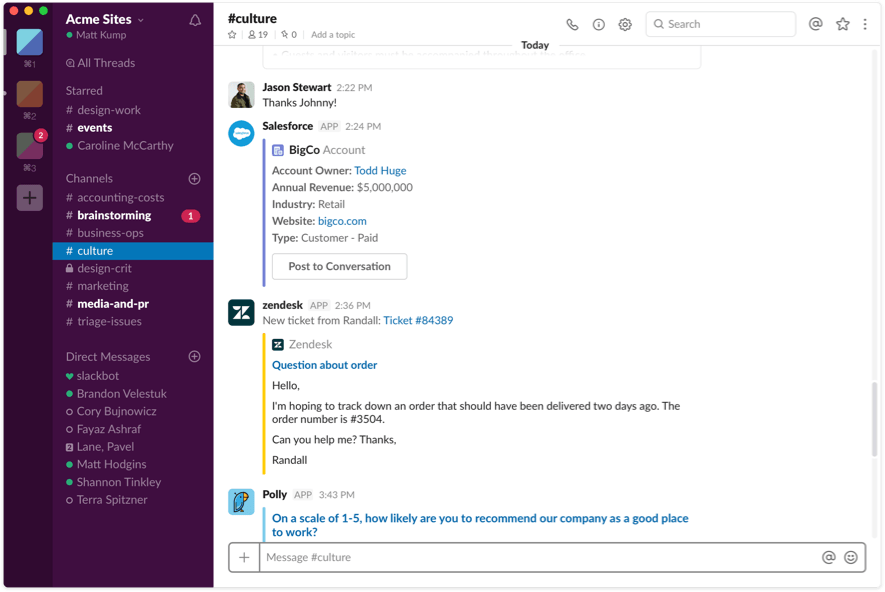 Acme Sites
Matt Kump
⌘1
⌘2
2
⌘3
All Threads
Starred
# design-work
# events
Caroline McCarthy
Channels
# accounting-costs
# brainstorming 1
# business-ops
# culture
design-crit
# marketing
# media-and-pr
# triage-issues
Direct Messages
slackbot
Brandon Velestuk
Cory Bujnowicz
Fayaz Ashraf
2 Lane, Pavel
Matt Hodgins
Shannon Tinkley
Terra Spitzner
#culture
19 | 0 | Add a topic
Search
Today
Jason Stewart 2:22 PM
Thanks Johnny!
Salesforce APP 2:24 PM
BigCo Account
Account Owner: Todd Huge
Annual Revenue: $5,000,000
Industry: Retail
Website: bigco.com
Type: Customer - Paid
Post to Conversation
zendesk APP 2:36 PM
New ticket from Randall: Ticket #84389
Zendesk
Question about order
Hello,
I'm hoping to track down an order that should have been delivered two days ago. The
order number is #3504.
Can you help me? Thanks,
Randall
Polly APP 3:43 PM
On a scale of 1-5, how likely are you to recommend our company as a good place
to work?
Message #culture